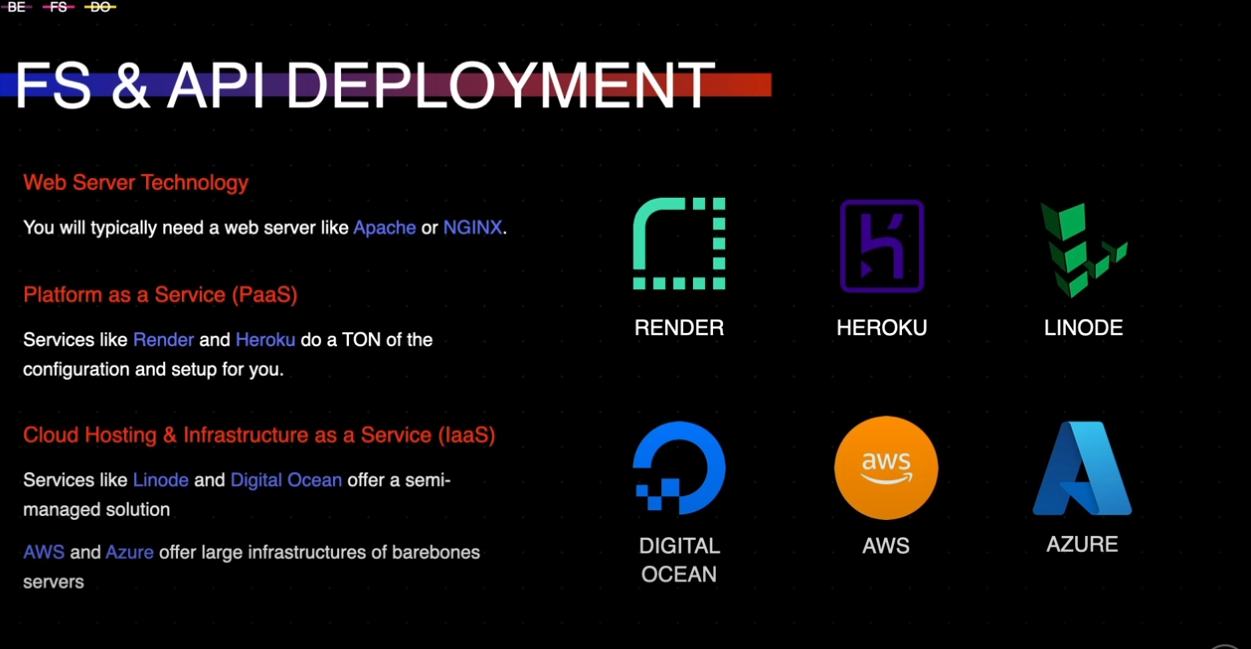 BE FS DO
FS & API DEPLOYMENT
Web Server Technology
You will typically need a web server like Apache or NGINX.
Platform as a Service (PaaS)
Services like Render and Heroku do a TON of the
configuration and setup for you.
Cloud Hosting & Infrastructure as a Service (IaaS)
Services like Linode and Digital Ocean offer a semi-
managed solution
AWS and Azure offer large infrastructures of barebones
servers
RENDER
HEROKU
LINODE
aws
DIGITAL
OCEAN
AWS
AZURE